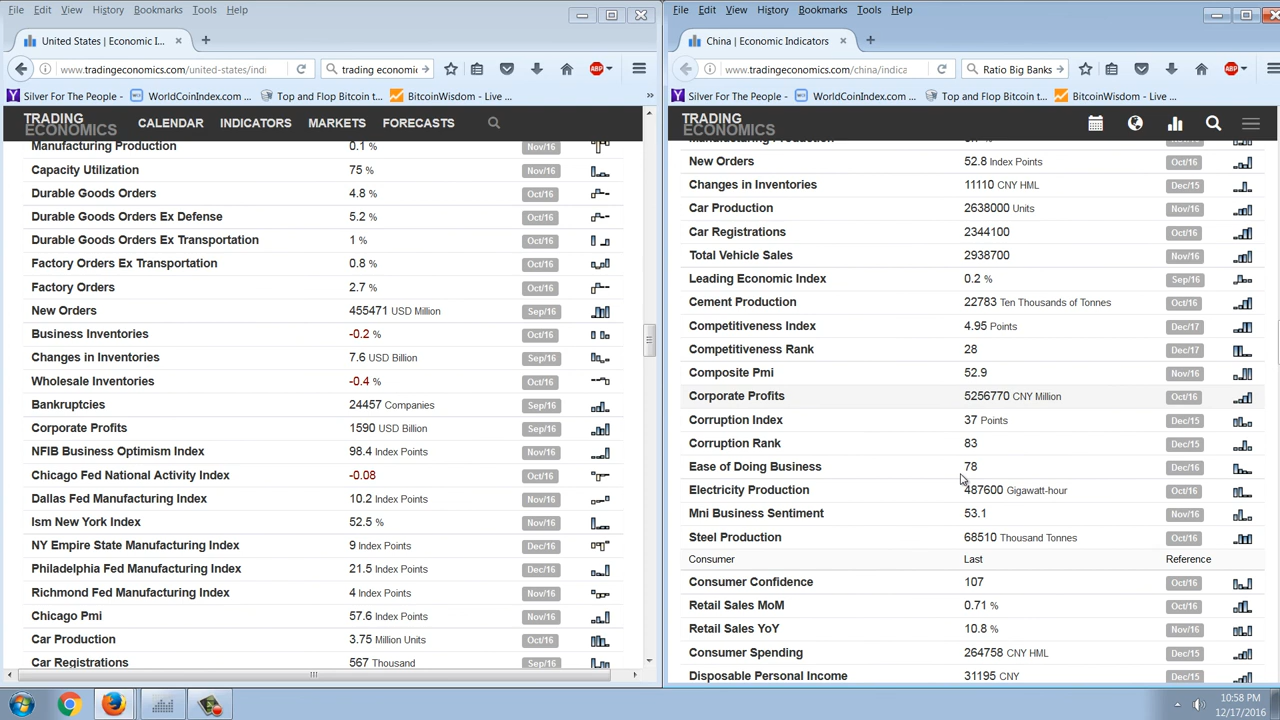 File Edit View History Bookmarks Tools Help
United States | Economic I...
www.tradingeconomics.com/united-states/indi
trading economic
ABP
Silver For The People - WorldCoinIndex.com ... Top and Flop Bitcoin t... BitcoinWisdom - Live ...
TRADING ECONOMICS
CALENDAR INDICATORS MARKETS FORECASTS
Manufacturing Production 0.1 % Nov/16
Capacity Utilization 75 % Nov/16
Durable Goods Orders 4.8 % Oct/16
Durable Goods Orders Ex Defense 5.2 % Oct/16
Durable Goods Orders Ex Transportation 1 % Oct/16
Factory Orders Ex Transportation 0.8 % Oct/16
Factory Orders 2.7 % Oct/16
New Orders 455471 USD Million Sep/16
Business Inventories -0.2 % Oct/16
Changes in Inventories 7.6 USD Billion Sep/16
Wholesale Inventories -0.4 % Oct/16
Bankruptcies 24457 Companies Sep/16
Corporate Profits 1590 USD Billion Sep/16
NFIB Business Optimism Index 98.4 Index Points Nov/16
Chicago Fed National Activity Index -0.08 Oct/16
Dallas Fed Manufacturing Index 10.2 Index Points Nov/16
Ism New York Index 52.5 % Nov/16
NY Empire State Manufacturing Index 9 Index Points Dec/16
Philadelphia Fed Manufacturing Index 21.5 Index Points Dec/16
Richmond Fed Manufacturing Index 4 Index Points Nov/16
Chicago Pmi 57.6 Index Points Nov/16
Car Production 3.75 Million Units Oct/16
Car Registrations 567 Thousand Sep/16
File Edit View History Bookmarks Tools Help
China | Economic Indicators
www.tradingeconomics.com/china/indica
Ratio Big Banks
ABP
Silver For The People - WorldCoinIndex.com ... Top and Flop Bitcoin t... BitcoinWisdom - Live ...
TRADING ECONOMICS
New Orders 52.8 Index Points Oct/16
Changes in Inventories 11110 CNY HML Dec/15
Car Production 2638000 Units Nov/16
Car Registrations 2344100 Oct/16
Total Vehicle Sales 2938700 Nov/16
Leading Economic Index 0.2 % Sep/16
Cement Production 22783 Ten Thousands of Tonnes Oct/16
Competitiveness Index 4.95 Points Dec/17
Competitiveness Rank 28 Dec/17
Composite Pmi 52.9 Nov/16
Corporate Profits 5256770 CNY Million Oct/16
Corruption Index 37 Points Dec/15
Corruption Rank 83 Dec/15
Ease of Doing Business 78 Dec/16
Electricity Production 487600 Gigawatt-hour Oct/16
Mni Business Sentiment 53.1 Nov/16
Steel Production 68510 Thousand Tonnes Oct/16
Consumer Last Reference
Consumer Confidence 107 Oct/16
Retail Sales MoM 0.71 % Oct/16
Retail Sales YoY 10.8 % Nov/16
Consumer Spending 264758 CNY HML Dec/15
Disposable Personal Income 31195 CNY Dec/15
10:58 PM
12/17/2016